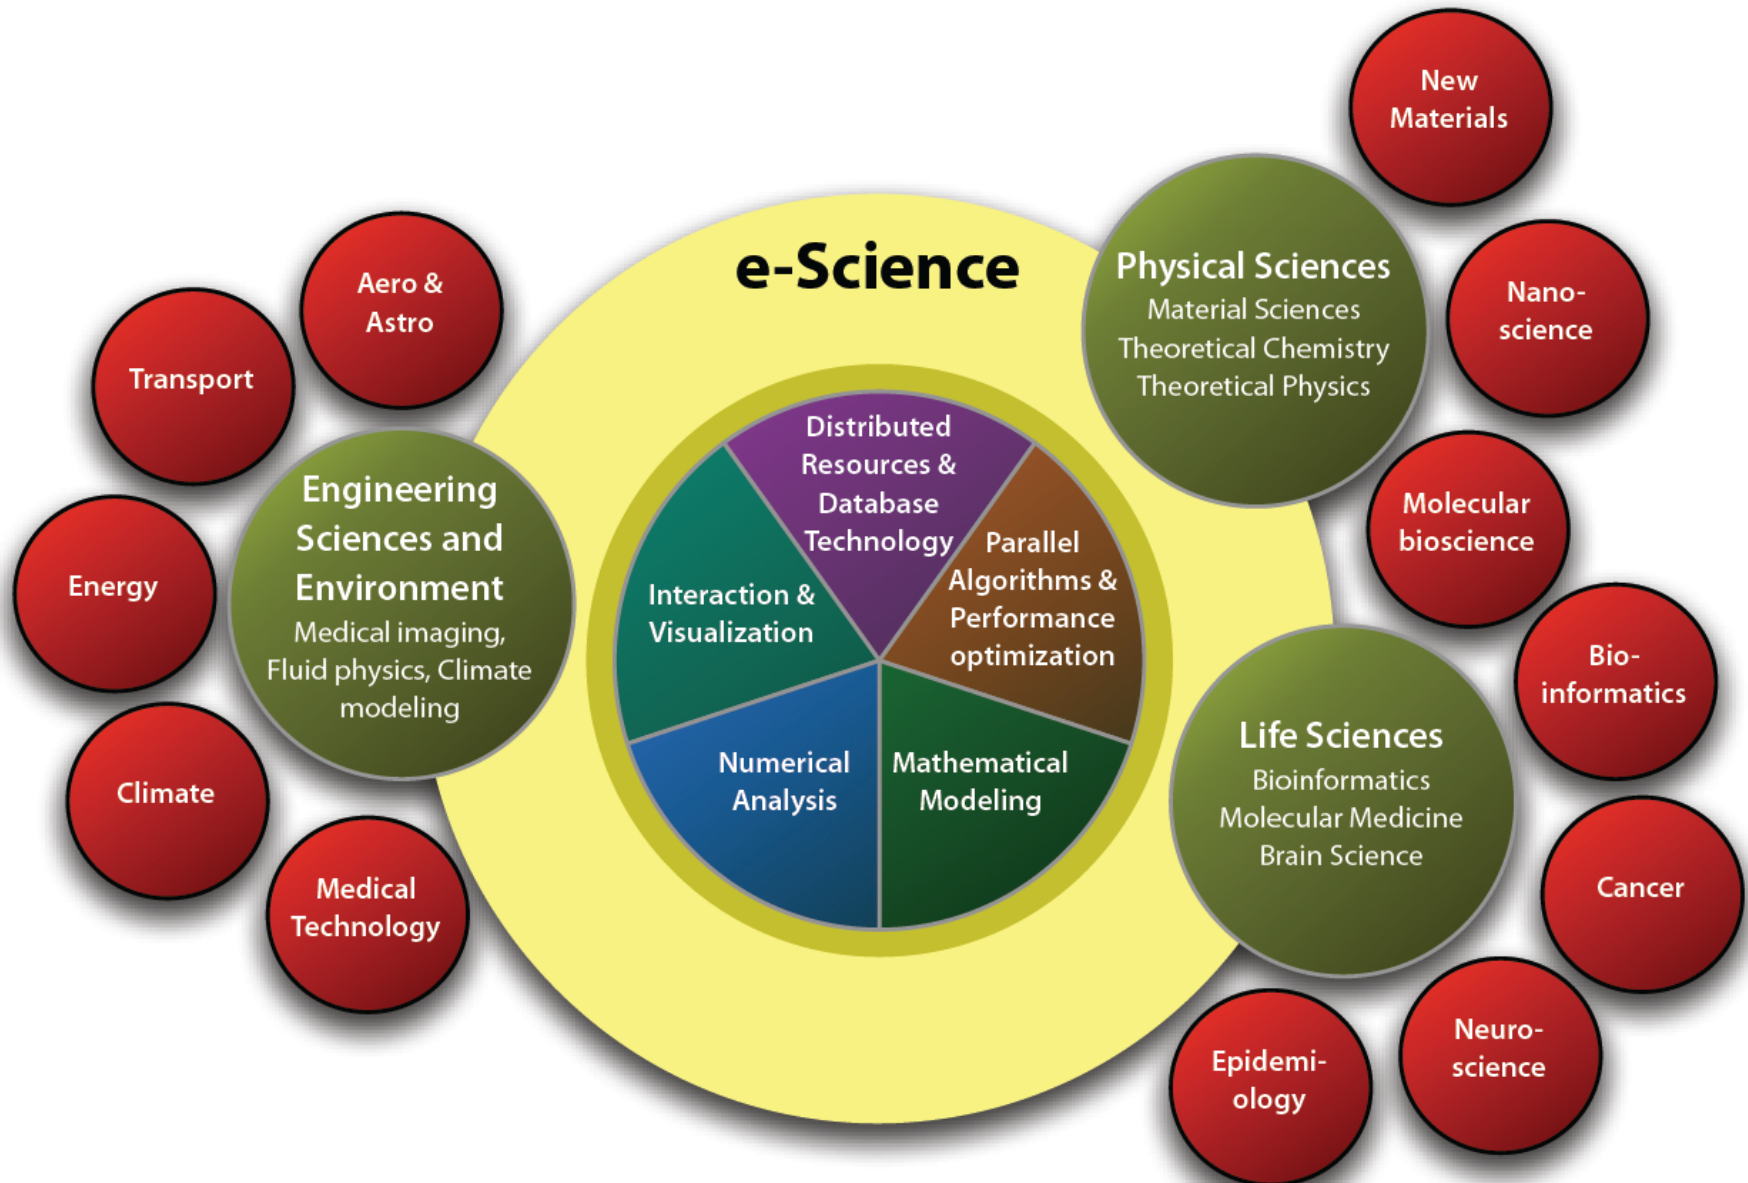 e-Science
Distributed
Resources &
Database
Technology
Parallel
Algorithms &
Performance
optimization
Mathematical
Modeling
Numerical
Analysis
Interaction &
Visualization
Engineering
Sciences and
Environment
Medical imaging,
Fluid physics, Climate
modeling
Aero &
Astro
Transport
Energy
Climate
Medical
Technology
Physical Sciences
Material Sciences
Theoretical Chemistry
Theoretical Physics
New
Materials
Nano-
science
Molecular
bioscience
Life Sciences
Bioinformatics
Molecular Medicine
Brain Science
Bio-
informatics
Cancer
Neuro-
science
Epidemi-
ology